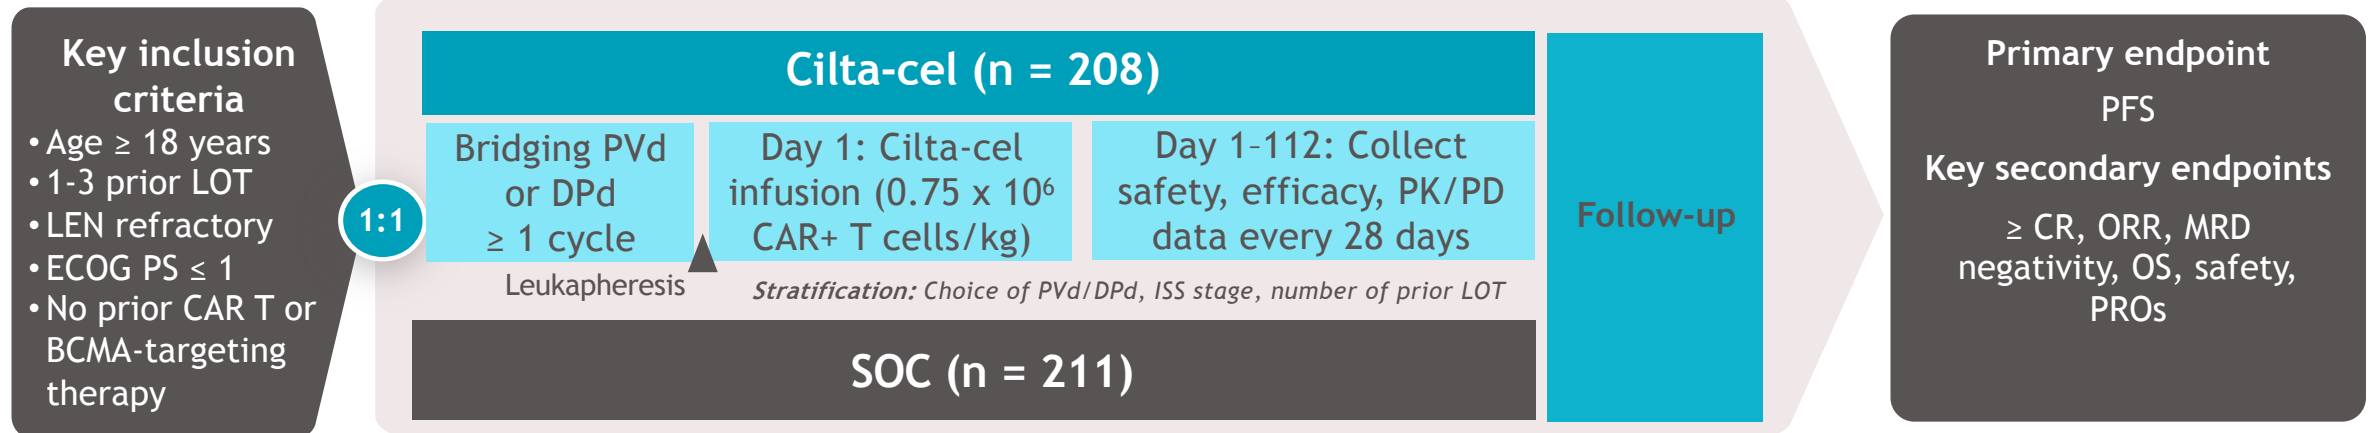 Key inclusion
criteria
• Age ≥ 18 years
• 1-3 prior LOT
• LEN refractory
• ECOG PS ≤ 1
• No prior CAR T or
BCMA-targeting
therapy
1:1
Cilta-cel (n = 208)
Bridging PVd
or DPd
≥ 1 cycle
Leukapheresis
Day 1: Cilta-cel
infusion (0.75 x 10⁶
CAR+ T cells/kg)
Day 1–112: Collect
safety, efficacy, PK/PD
data every 28 days
Stratification: Choice of PVd/DPd, ISS stage, number of prior LOT
SOC (n = 211)
Follow-up
Primary endpoint
PFS
Key secondary endpoints
≥ CR, ORR, MRD
negativity, OS, safety,
PROs